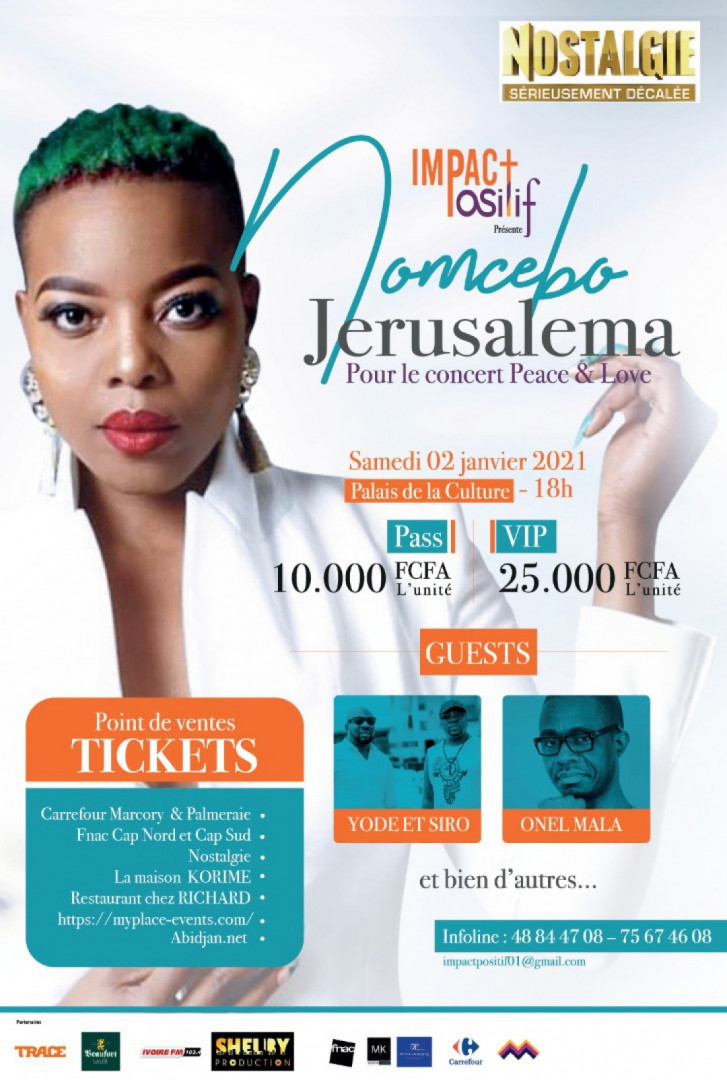 NOSTALGIE
SÉRIEUSEMENT DÉCALÉE
IMPACT
Positif
Présente
Nomcebo
Jerusalema
Pour le concert Peace & Love
Samedi 02 janvier 2021
Palais de la Culture - 18h
Pass
10.000 FCFA L'unité
VIP
25.000 FCFA L'unité
GUESTS
YODE ET SIRO
ONEL MALA
et bien d'autres...
Point de ventes
TICKETS
Carrefour Marcory & Palmeraie •
Fnac Cap Nord et Cap Sud •
Nostalgie •
La maison KORIME •
Restaurant chez RICHARD •
https://myplace-events.com/ •
Abidjan.net •
Infoline : 48 84 47 08 – 75 67 46 08
impactpositif01@gmail.com
Partenaires
TRACE
Beaufort
LAGER
IVOIRE FM 103.4
SHELBY
PRODUCTION
fnac
MK
Carrefour